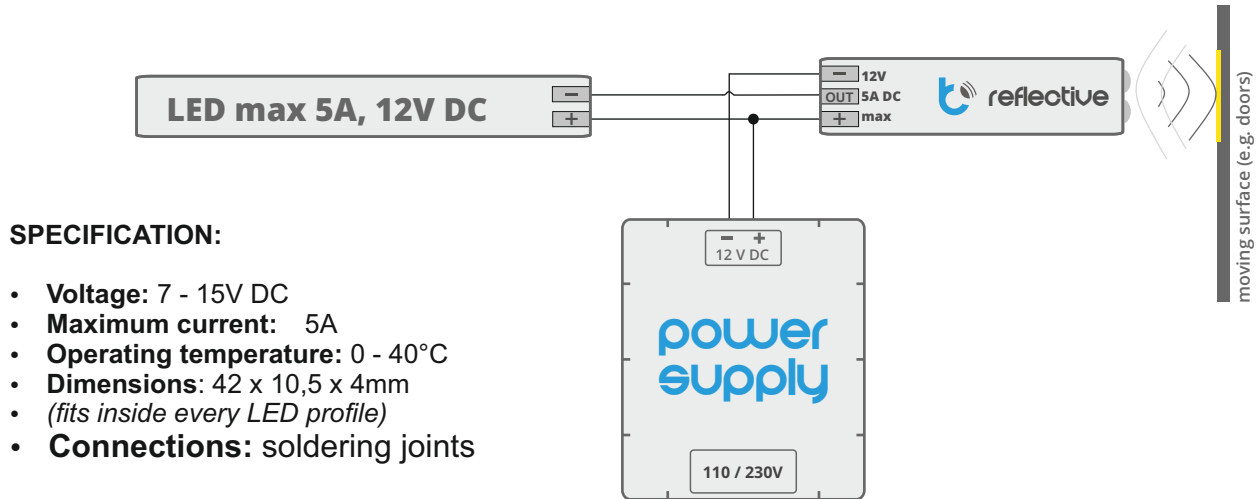 LED max 5A, 12V DC
−
+
− 12V
OUT 5A DC
+ max
reflective
moving surface (e.g. doors)
− +
12 V DC
power
supply
110 / 230V
SPECIFICATION:
• Voltage: 7 - 15V DC
• Maximum current: 5A
• Operating temperature: 0 - 40°C
• Dimensions: 42 x 10,5 x 4mm
• (fits inside every LED profile)
• Connections: soldering joints